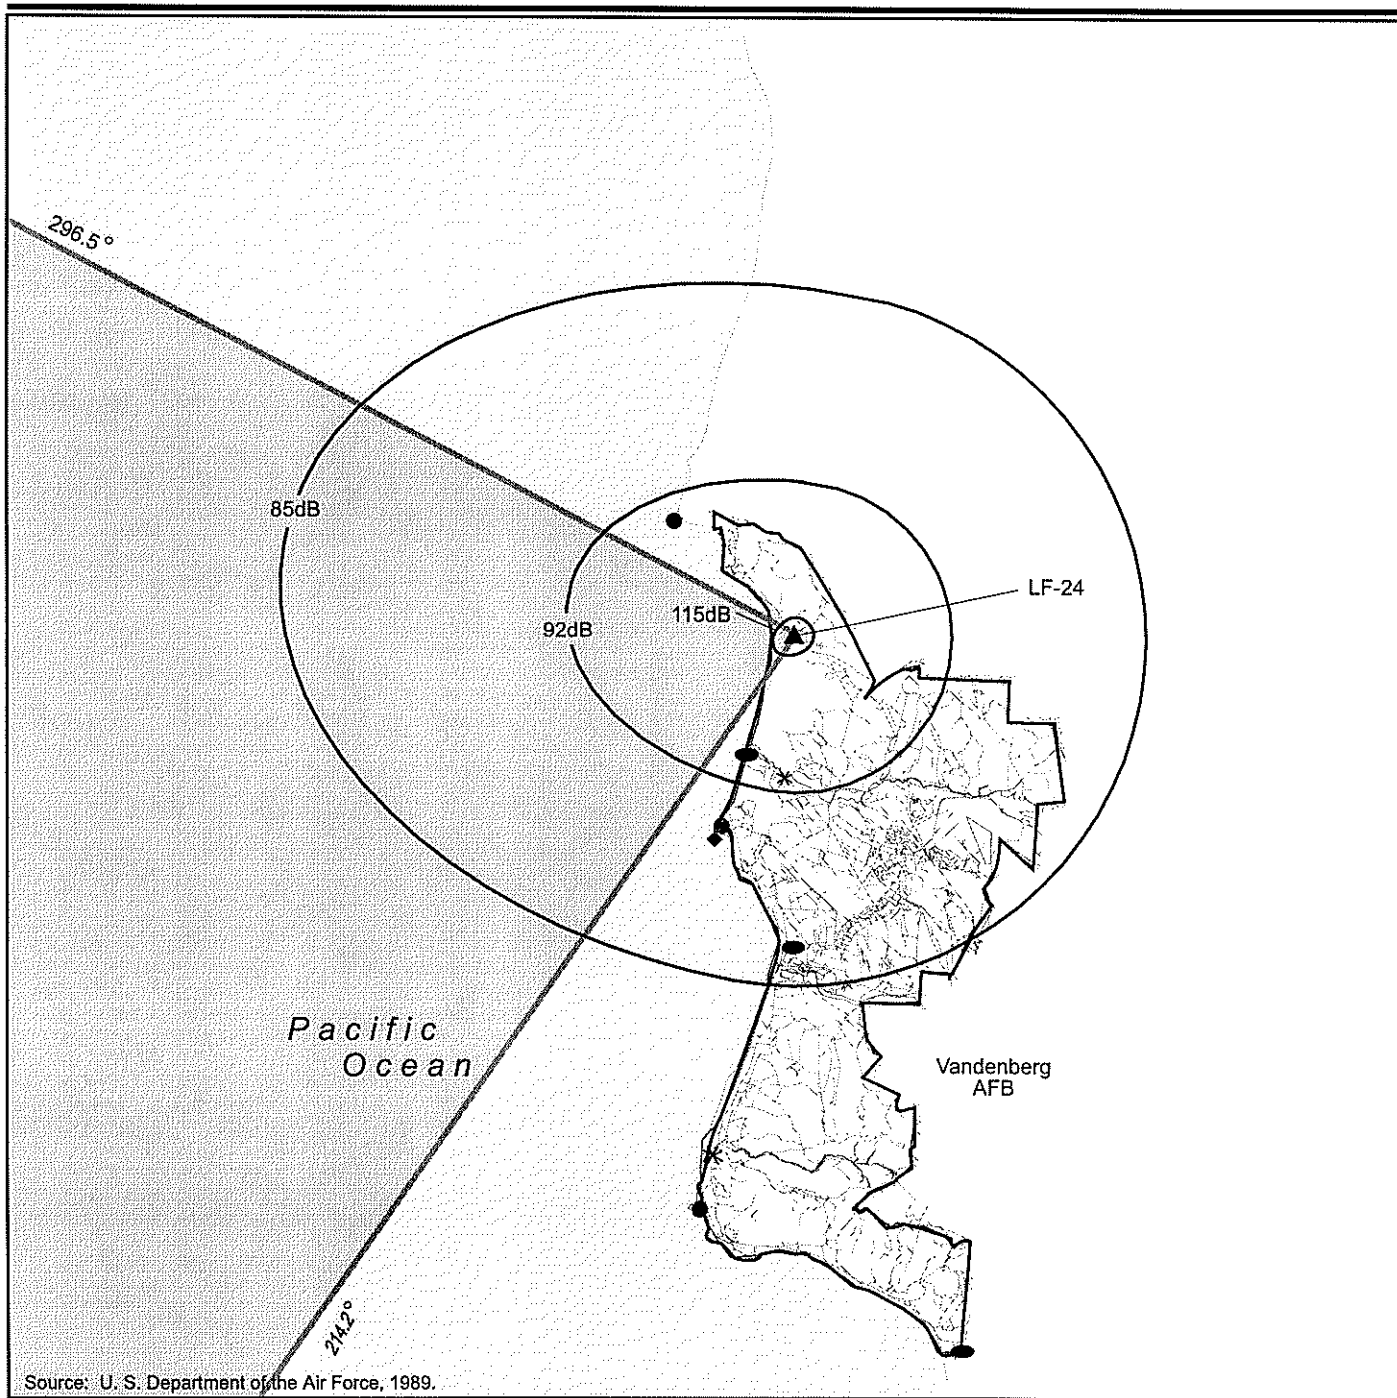 296.5°
85dB
LF-24
115dB
92dB
Pacific
Ocean
Vandenberg
AFB
214.2°
Source: U. S. Department of the Air Force, 1989.